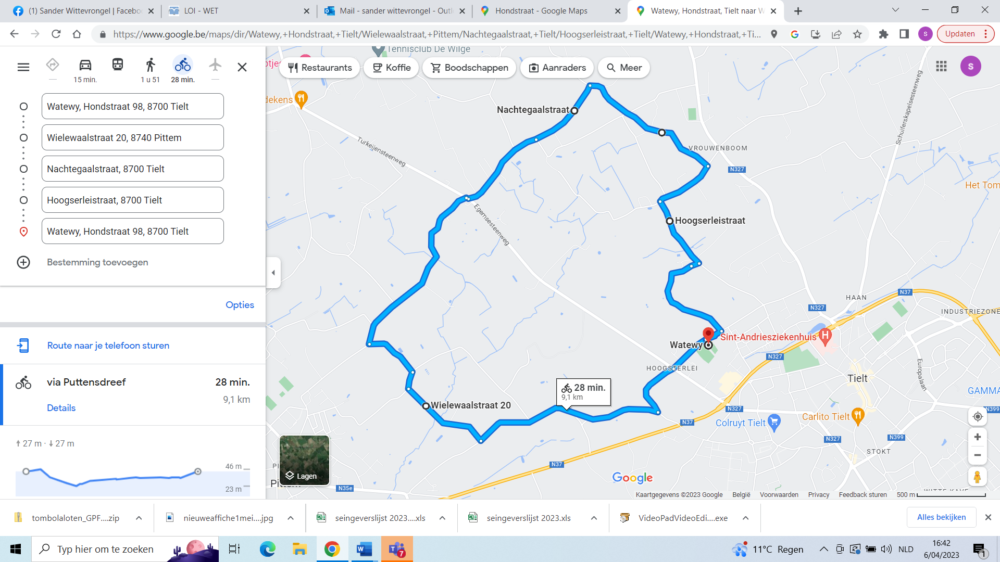 (1) Sander Wittevrongel | Facebo
LOI - WET
Mail - sander wittevrongel - Outl
Hondstraat - Google Maps
Watewy, Hondstraat, Tielt naar W
https://www.google.be/maps/dir/Watewy,+Hondstraat,+Tielt/Wielewaalstraat,+Pittem/Nachtegaalstraat,+Tielt/Hoogserleistraat,+Tielt/Watewy,+Hondstraat,+Ti...
S
Updaten
15 min.
1 u 51
28 min.
Watewy, Hondstraat 98, 8700 Tielt
Wielewaalstraat 20, 8740 Pittem
Nachtegaalstraat, 8700 Tielt
Hoogserleistraat, 8700 Tielt
Watewy, Hondstraat 98, 8700 Tielt
Bestemming toevoegen
Opties
Route naar je telefoon sturen
via Puttensdreef
28 min.
9,1 km
Details
27 m · 27 m
46 m
23 m
Tennisclub De Wilge
Restaurants
Koffie
Boodschappen
Aanraders
Meer
S
dekens
Nachtegaalstraat
Turkeijensteenweg
Schuiferskapelsesteenweg
VROUWENBOOM
N327
Het Tom
Egemsesteenweg
Hoogserleistraat
N37
HAAN
N327
INDUSTRIEZONE
Sint-Andriesziekenhuis
H
Watewy
N327
HOOGSTERLEI
Europalaan
Tielt
28 min.
9,1 km
GAMMA
Wielewaalstraat 20
N327
N399
Carlito Tielt
N37
Colruyt Tielt
N327
N399
STOKT
N37
Lagen
Google
N35e
Kaartgegevens ©2023 Google
België
Voorwaarden
Privacy
Feedback sturen
500 m
tombolaloten_GPF....zip
nieuweaffiche1mei....jpg
seingeverslijst 2023....xls
seingeverslijst 2023.xls
VideoPadVideoEdi....exe
Alles bekijken
Typ hier om te zoeken
7
11°C Regen
NLD
16:42
6/04/2023
1